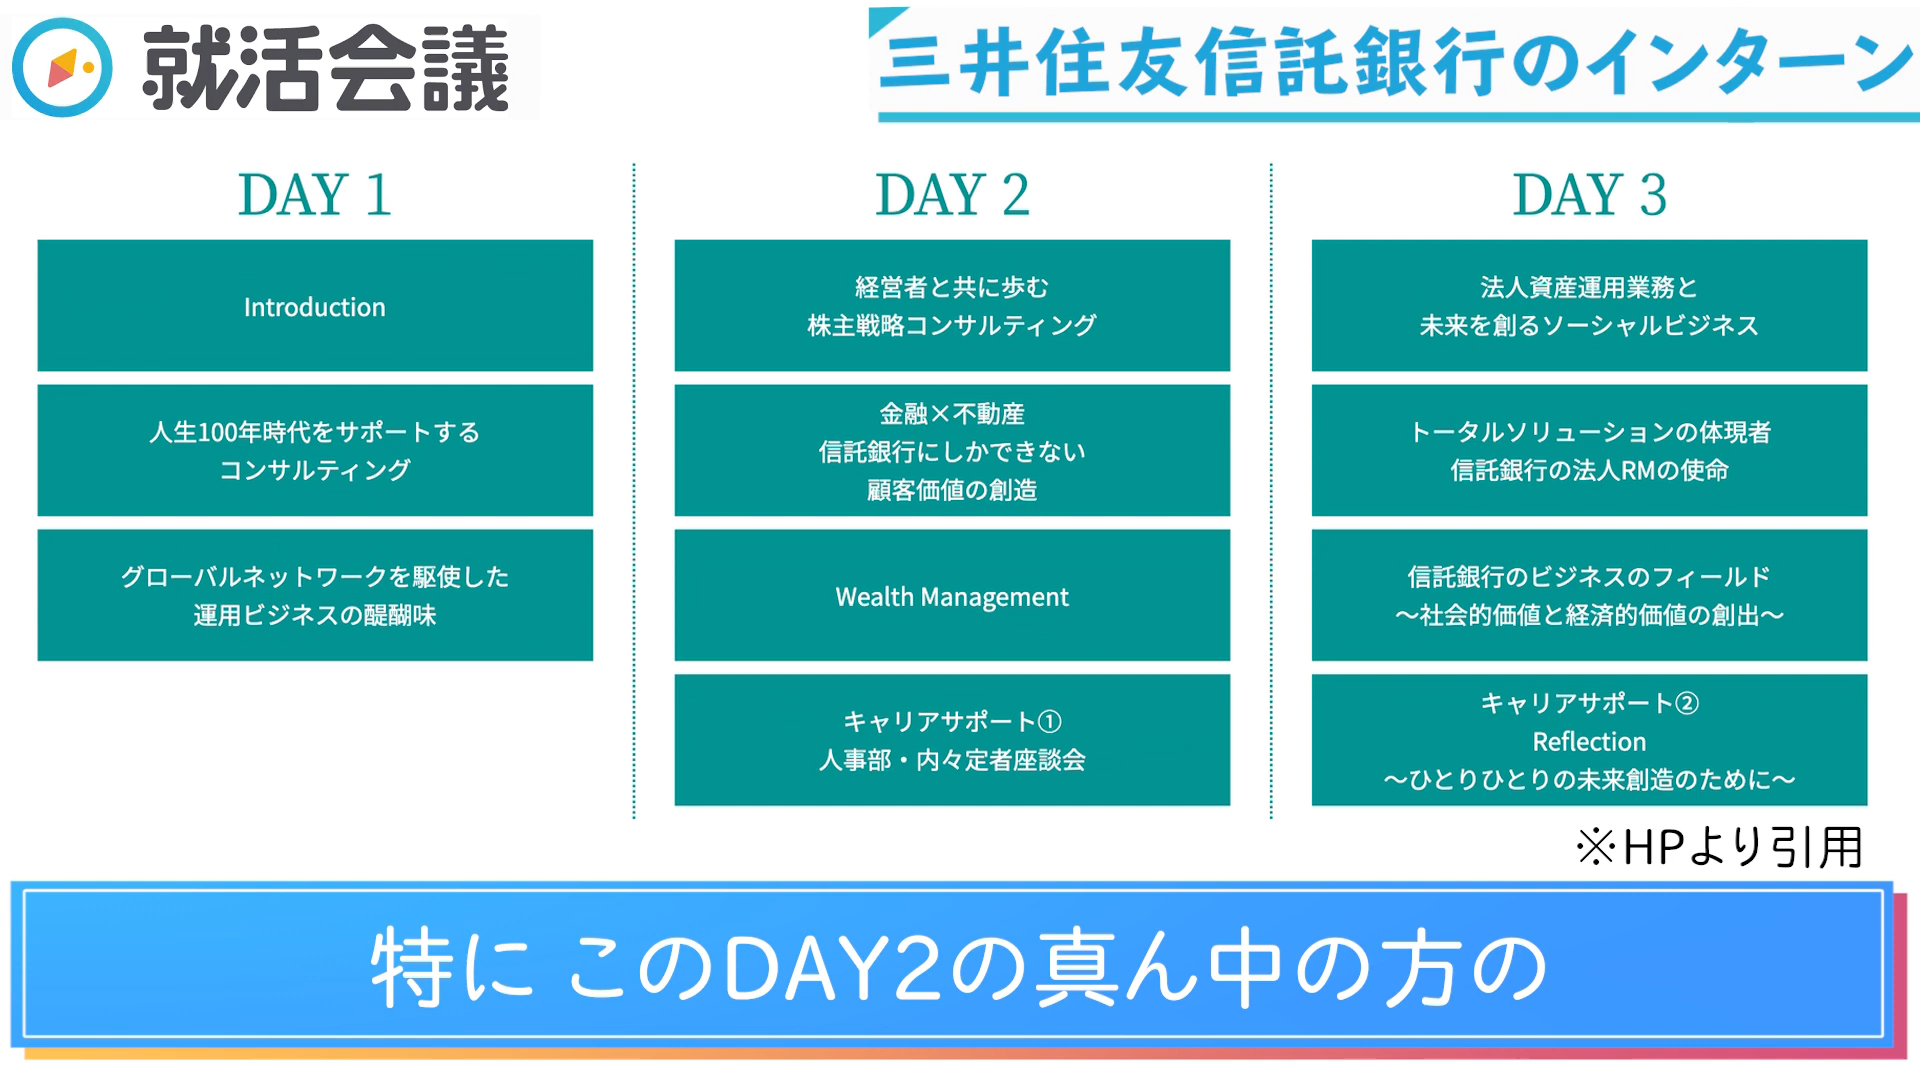 就活会議
三井住友信託銀行のインターン
DAY 1
Introduction
人生100年時代をサポートする
コンサルティング
グローバルネットワークを駆使した
運用ビジネスの醍醐味
DAY 2
経営者と共に歩む
株主戦略コンサルティング
金融×不動産
信託銀行にしかできない
顧客価値の創造
Wealth Management
キャリアサポート①
人事部・内々定者座談会
DAY 3
法人資産運用業務と
未来を創るソーシャルビジネス
トータルソリューションの体現者
信託銀行の法人RMの使命
信託銀行のビジネスのフィールド
～社会的価値と経済的価値の創出～
キャリアサポート②
Reflection
～ひとりひとりの未来創造のために～
※HPより引用
特に このDAY2の真ん中の方の